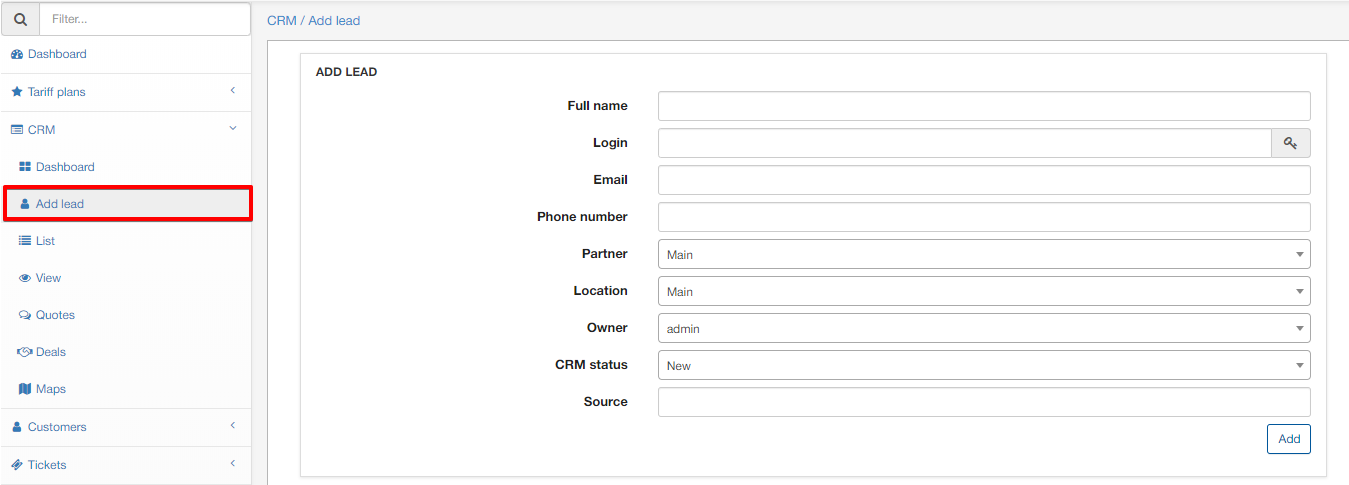 Filter...
Dashboard
Tariff plans
CRM
Dashboard
Add lead
List
View
Quotes
Deals
Maps
Customers
Tickets
CRM / Add lead
ADD LEAD
Full name
Login
Email
Phone number
Partner Main
Location Main
Owner admin
CRM status New
Source
Add